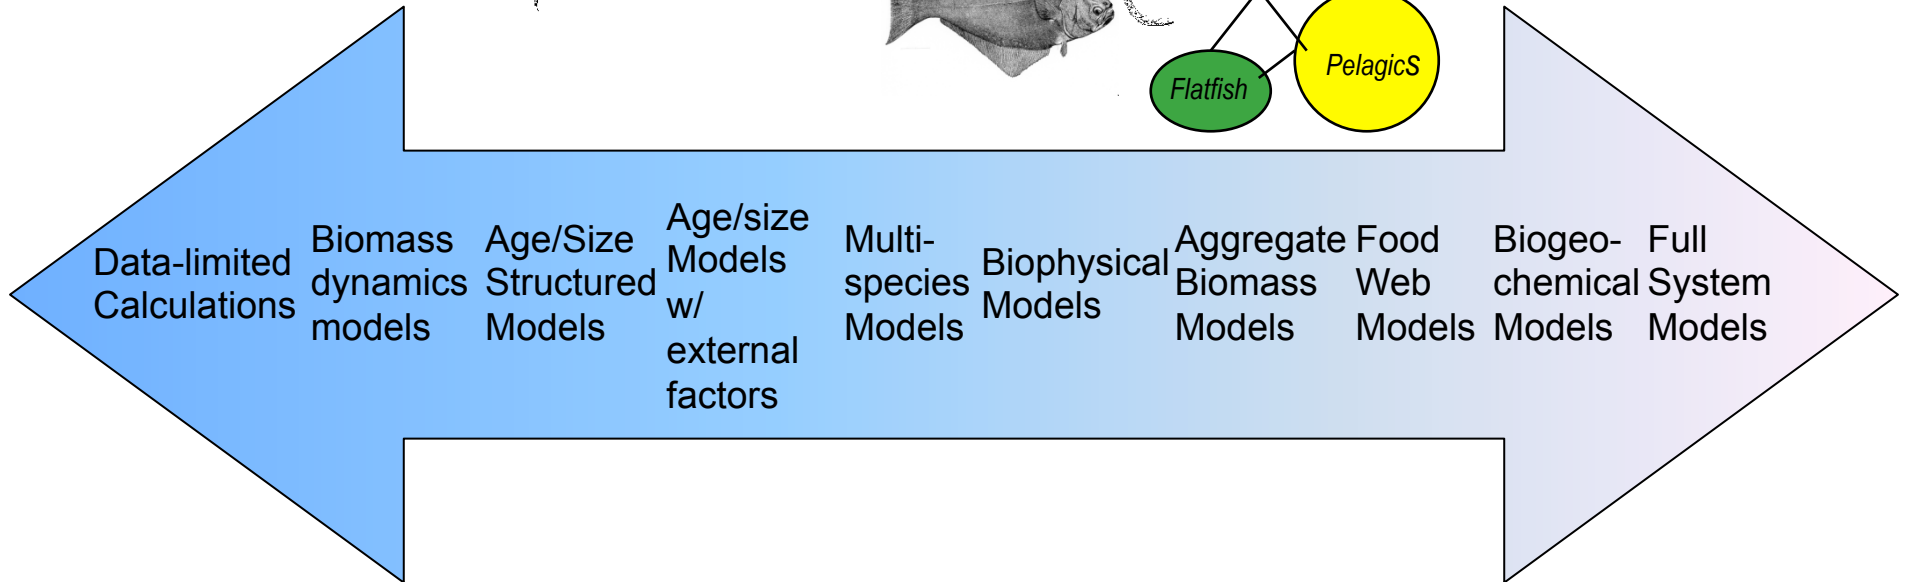 Pelagics
Flatfish
Data-limited
Calculations
Biomass
dynamics
models
Age/Size
Structured
Models
Age/size
Models
w/
external
factors
Multi-
species
Models
Biophysical
Models
Aggregate
Biomass
Models
Food
Web
Models
Biogeo-
chemical
Models
Full
System
Models